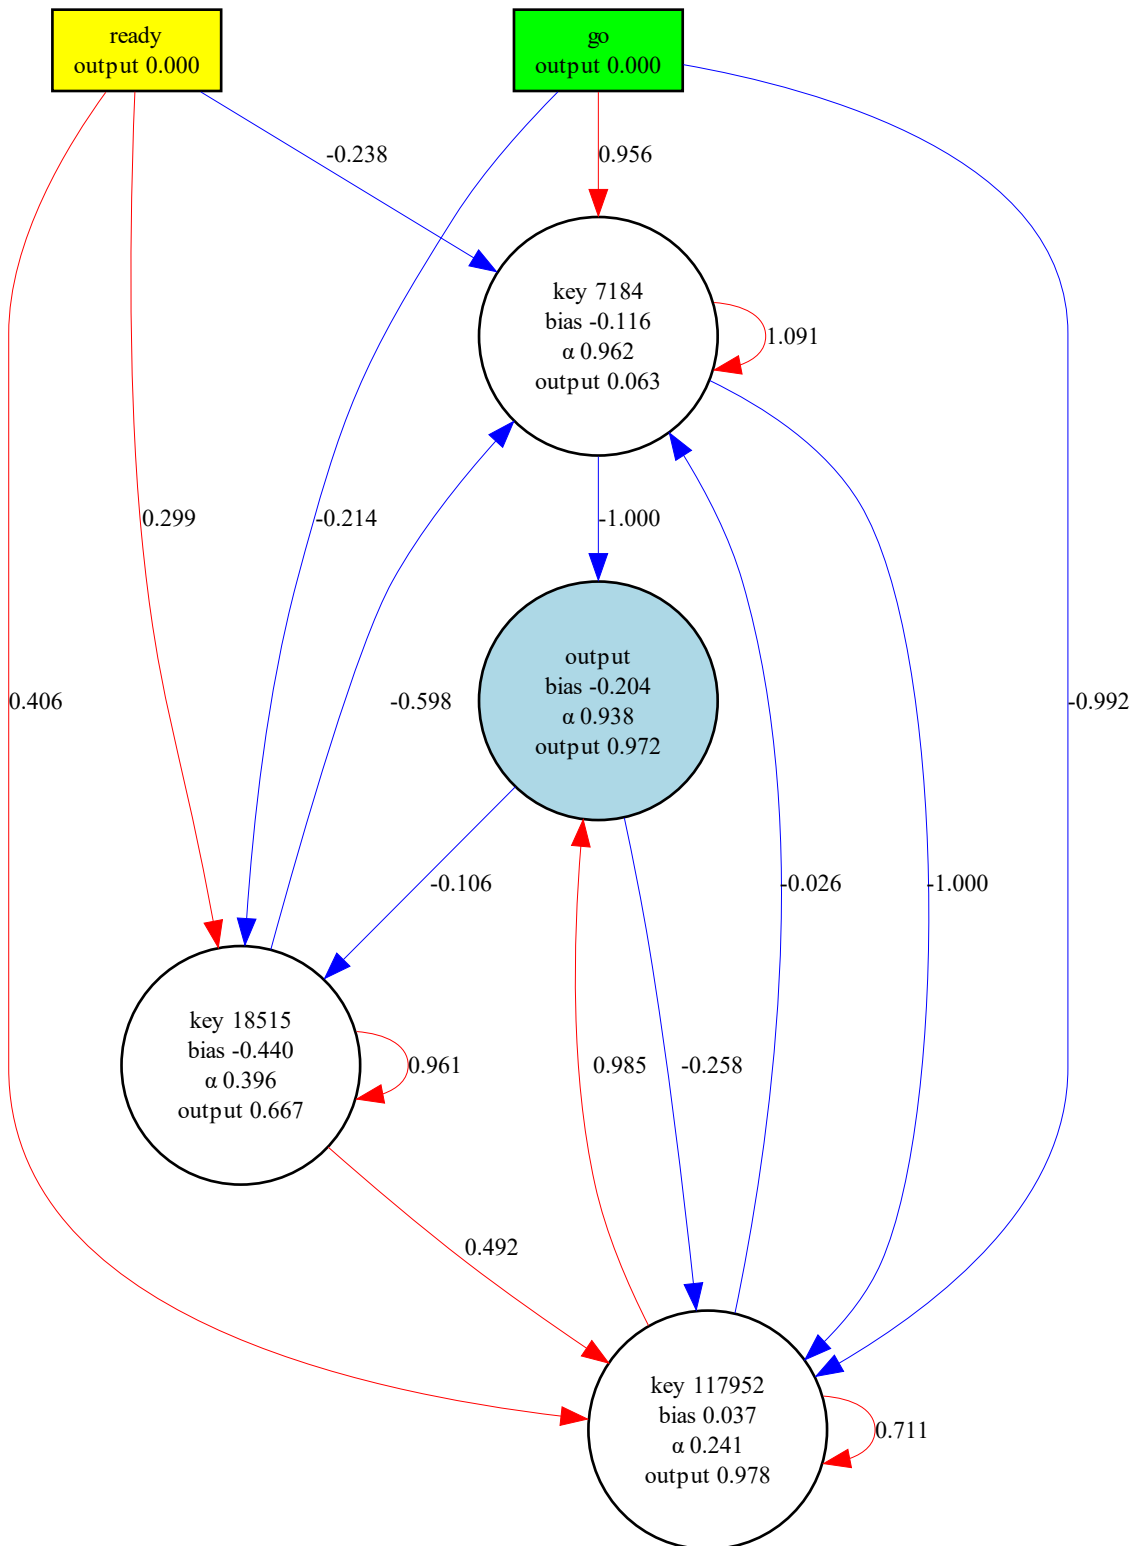 ready
output 0.000
go
output 0.000
-0.238
0.956
key 7184
bias -0.116
α 0.962
output 0.063
1.091
0.299
-0.214
-1.000
output
bias -0.204
α 0.938
output 0.972
0.406
-0.598
-0.992
-0.106
-0.026
-1.000
key 18515
bias -0.440
α 0.396
output 0.667
0.961
0.985
-0.258
0.492
key 117952
bias 0.037
α 0.241
output 0.978
0.711